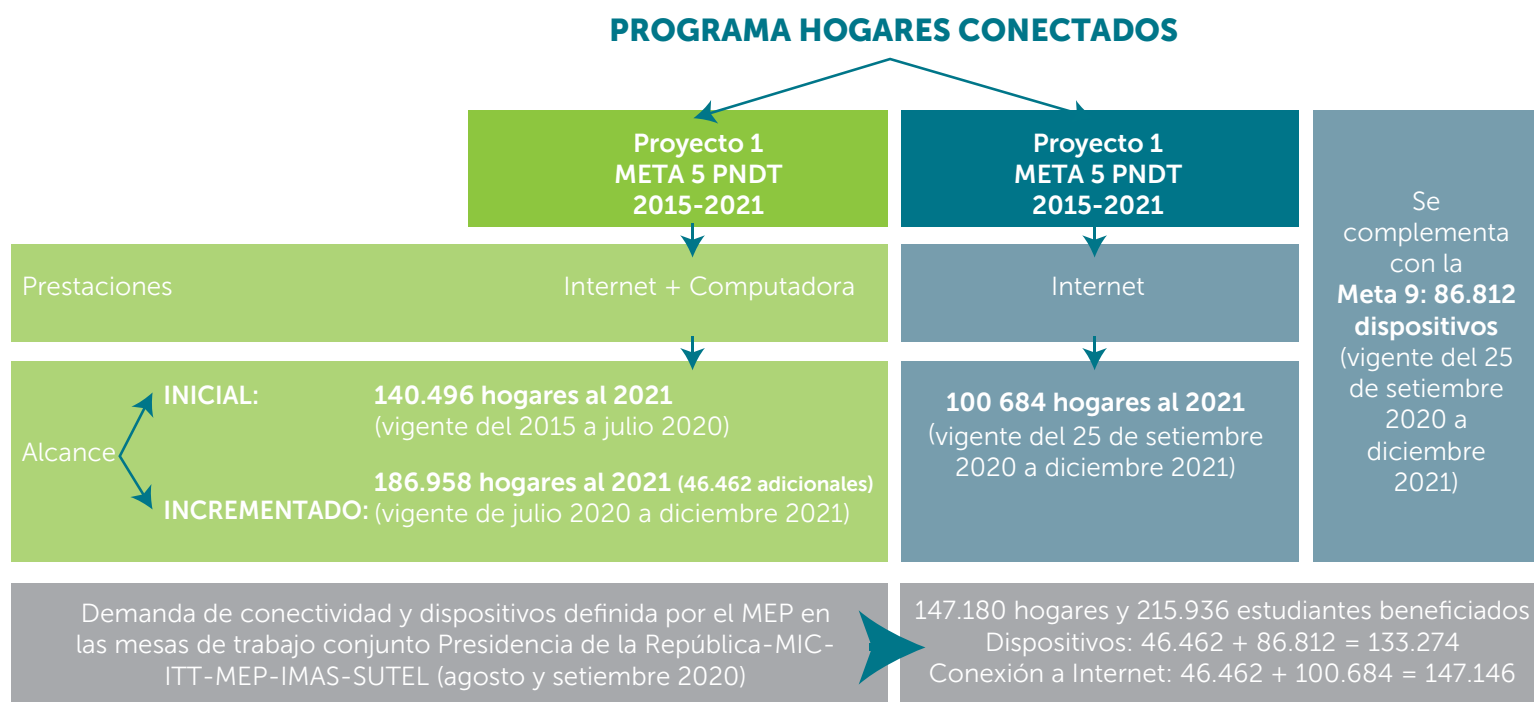 PROGRAMA HOGARES CONECTADOS
Proyecto 1
META 5 PNDT
2015-2021
Proyecto 1
META 5 PNDT
2015-2021
Prestaciones
Internet + Computadora
Internet
Alcance
INICIAL:
140.496 hogares al 2021
(vigente del 2015 a julio 2020)
INCREMENTADO:
186.958 hogares al 2021 (46.462 adicionales)
(vigente de julio 2020 a diciembre 2021)
100 684 hogares al 2021
(vigente del 25 de setiembre
2020 a diciembre 2021)
Se
complementa
con la
Meta 9: 86.812
dispositivos
(vigente del 25
de setiembre
2020 a
diciembre
2021)
Demanda de conectividad y dispositivos definida por el MEP en
las mesas de trabajo conjunto Presidencia de la República-MIC-
ITT-MEP-IMAS-SUTEL (agosto y setiembre 2020)
147.180 hogares y 215.936 estudiantes beneficiados
Dispositivos: 46.462 + 86.812 = 133.274
Conexión a Internet: 46.462 + 100.684 = 147.146